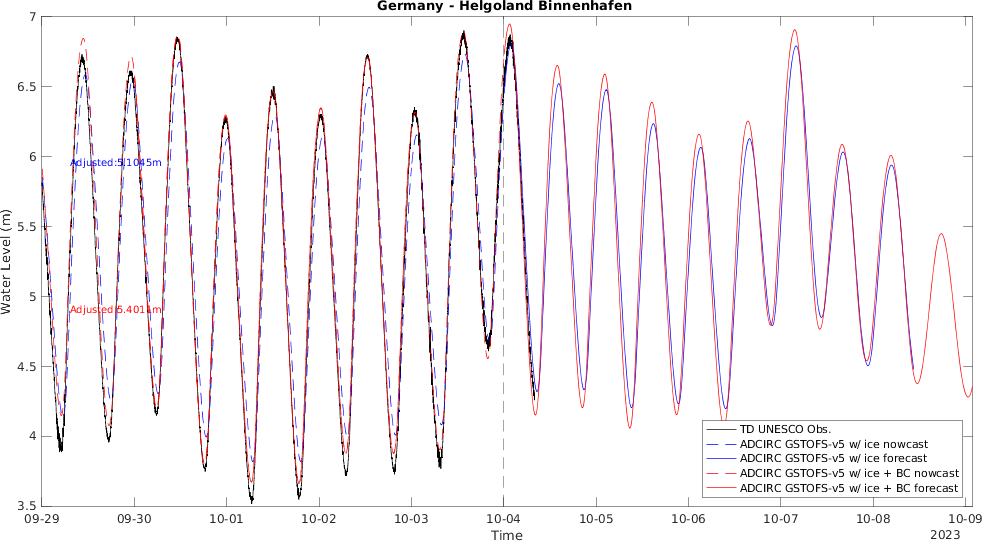 Germany - Helgoland Binnenhafen
Water Level (m)
7
6.5
6
5.5
5
4.5
4
3.5
Adjusted:5.1045m
Adjusted:5.4011m
TD UNESCO Obs.
ADCIRC GSTOFS-v5 w/ ice nowcast
ADCIRC GSTOFS-v5 w/ ice forecast
ADCIRC GSTOFS-v5 w/ ice + BC nowcast
ADCIRC GSTOFS-v5 w/ ice + BC forecast
09-29 09-30 10-01 10-02 10-03 10-04 10-05 10-06 10-07 10-08 10-09
Time
2023